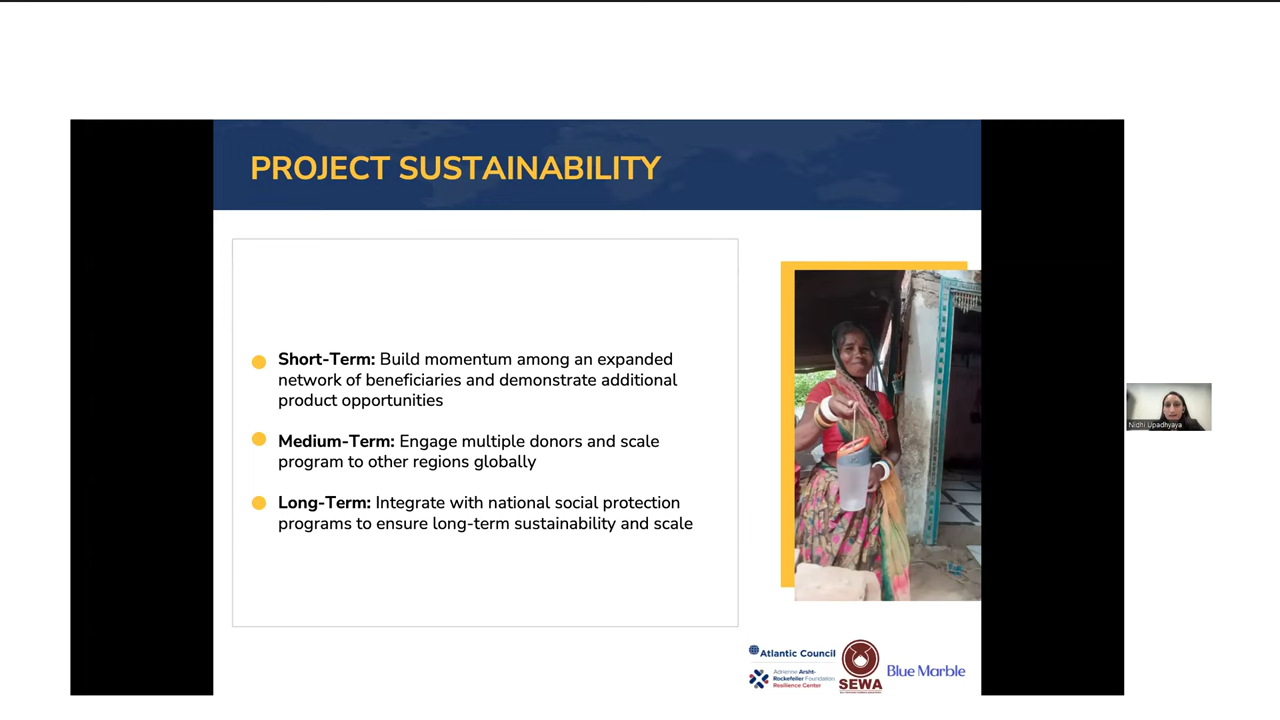 PROJECT SUSTAINABILITY
Short-Term: Build momentum among an expanded
network of beneficiaries and demonstrate additional
product opportunities
Medium-Term: Engage multiple donors and scale
program to other regions globally
Long-Term: Integrate with national social protection
programs to ensure long-term sustainability and scale
Nidhi Upadhyaya
Atlantic Council
Adrienne Arsht-
Rockefeller Foundation
Resilience Center
SEWA
Blue Marble